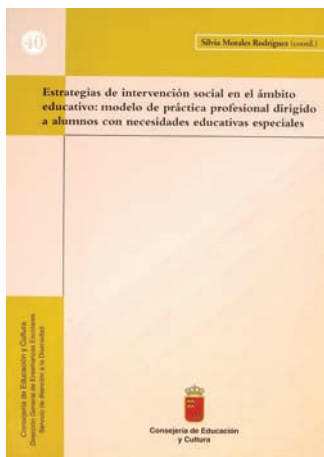 40
Silvia Morales Rodríguez (coord.)
Estrategias de intervención social en el ámbito
educativo: modelo de práctica profesional dirigido
a alumnos con necesidades educativas especiales
Consejería de Educación y Cultura
Dirección General de Enseñanzas Escolares
Servicio de Atención a la Diversidad
Consejería de Educación
y Cultura